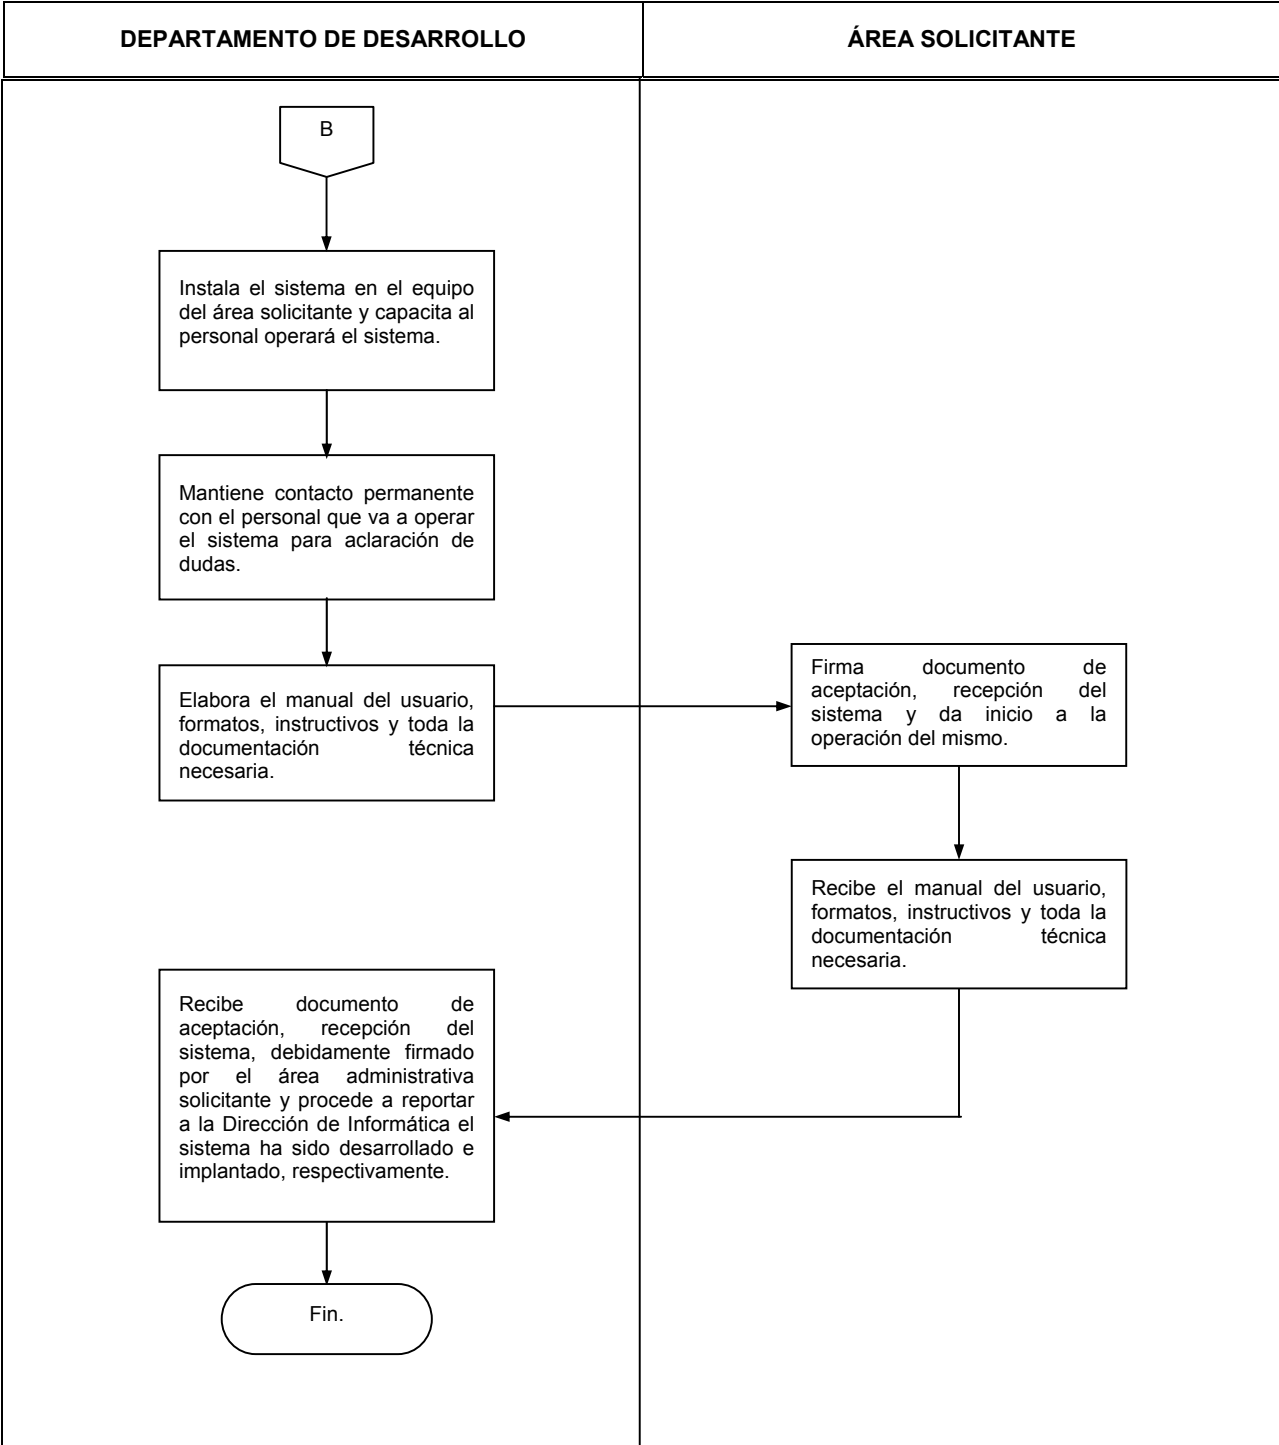 DEPARTAMENTO DE DESARROLLO
ÁREA SOLICITANTE
B
Instala el sistema en el equipo
del área solicitante y capacita al
personal operará el sistema.
Mantiene contacto permanente
con el personal que va a operar
el sistema para aclaración de
dudas.
Elabora el manual del usuario,
formatos, instructivos y toda la
documentación técnica
necesaria.
Firma documento de
aceptación, recepción del
sistema y da inicio a la
operación del mismo.
Recibe el manual del usuario,
formatos, instructivos y toda la
documentación técnica
necesaria.
Recibe documento de
aceptación, recepción del
sistema, debidamente firmado
por el área administrativa
solicitante y procede a reportar
a la Dirección de Informática el
sistema ha sido desarrollado e
implantado, respectivamente.
Fin.